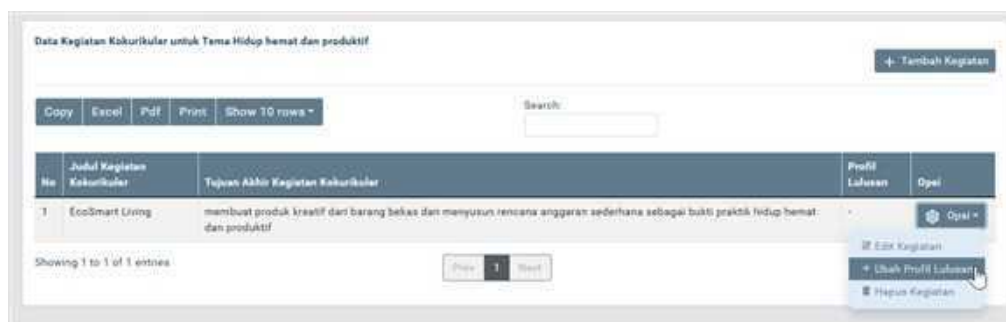 Data Kegiatan Kokurikuler untuk Tema Hidup hemat dan produktif
+ Tambah Kegiatan
Copy Excel Pdf Print Show 10 rows
Search:
No Judul Kegiatan Kokurikuler Tujuan Akhir Kegiatan Kokurikuler Profil Lulusan Opsi
1 EcoSmart Living membuat produk kreatif dari barang bekas dan menyusun rencana anggaran sederhana sebagai bukti praktik hidup hemat
dan produktif
- Opsi
Edit Kegiatan
+ Ubah Profil Lulusan
Hapus Kegiatan
Showing 1 to 1 of 1 entries
Prev 1 Next